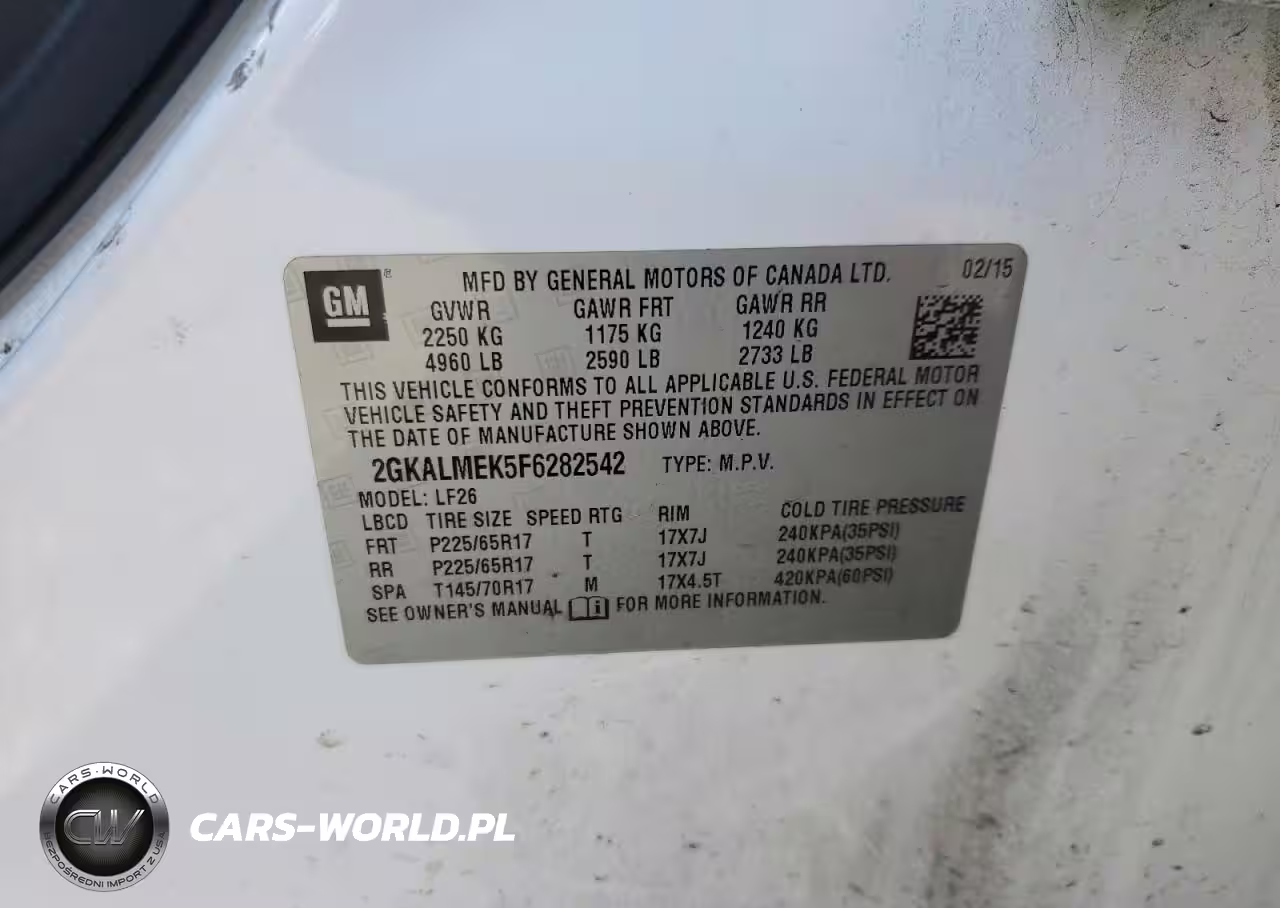 GM
MFD BY GENERAL MOTORS OF CANADA LTD.
02/15
GVWR GAWR FRT GAWR RR
2250 KG 1175 KG 1240 KG
4960 LB 2590 LB 2733 LB
THIS VEHICLE CONFORMS TO ALL APPLICABLE U.S. FEDERAL MOTOR
VEHICLE SAFETY AND THEFT PREVENTION STANDARDS IN EFFECT ON
THE DATE OF MANUFACTURE SHOWN ABOVE.
2GKALMEK5F6282542 TYPE: M.P.V.
MODEL: LF26
LBCD TIRE SIZE SPEED RTG RIM COLD TIRE PRESSURE
FRT P225/65R17 T 17X7J 240KPA(35PSI)
RR P225/65R17 T 17X7J 240KPA(35PSI)
SPA T145/70R17 M 17X4.5T 420KPA(60PSI)
SEE OWNER'S MANUAL i FOR MORE INFORMATION.
CARS-WORLD
CW
BEZPOŚREDNI IMPORT Z USA
CARS-WORLD.PL